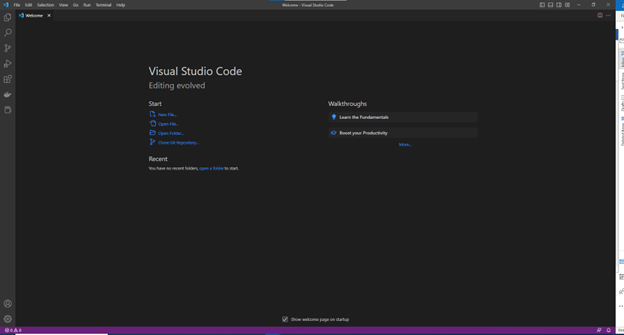 File Edit Selection View Go Run Terminal Help
Welcome - Visual Studio Code
Welcome
Visual Studio Code
Editing evolved
Start
New File...
Open File...
Open Folder...
Clone Git Repository...
Recent
You have no recent folders, open a folder to start.
Walkthroughs
Learn the Fundamentals
Boost your Productivity
More...
Show welcome page on startup
0 0